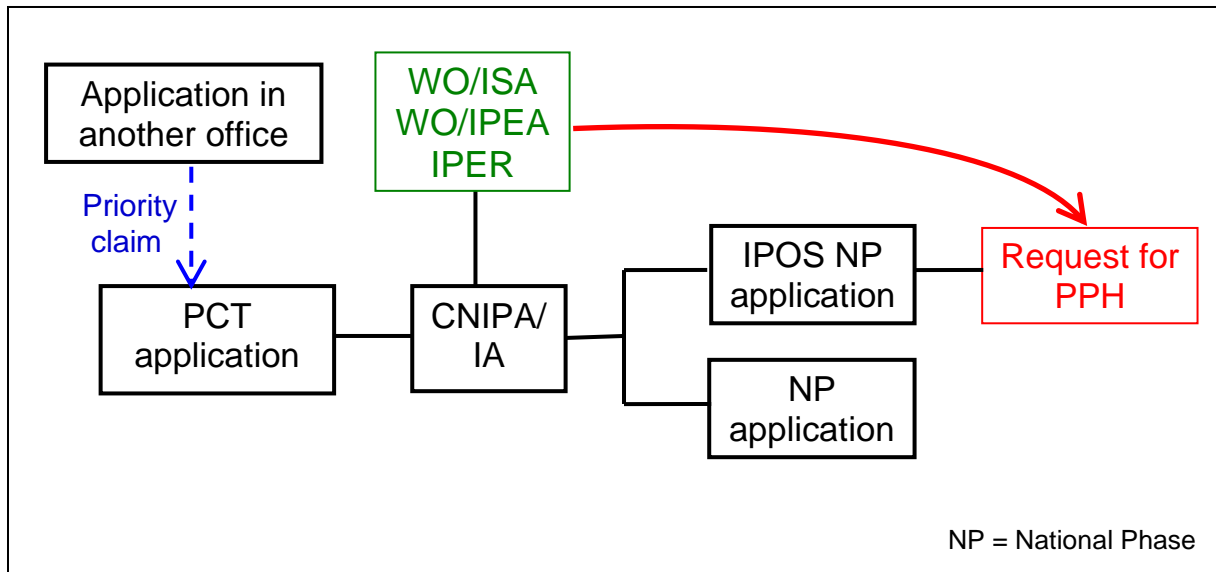 Application in
another office
Priority
claim
PCT
application
WO/ISA
WO/IPEA
IPER
CNIPA/
IA
IPOS NP
application
NP
application
Request for
PPH
NP = National Phase